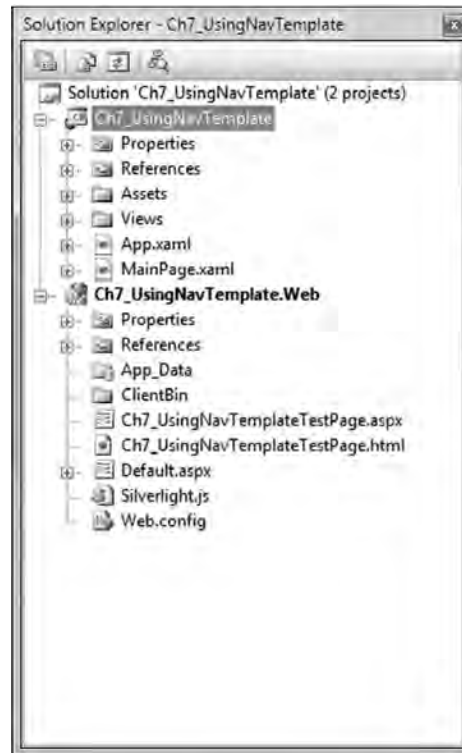 Solution Explorer - Ch7_UsingNavTemplate
Solution 'Ch7_UsingNavTemplate' (2 projects)
Ch7_UsingNavTemplate
Properties
References
Assets
Views
App.xaml
MainPage.xaml
Ch7_UsingNavTemplate.Web
Properties
References
App_Data
ClientBin
Ch7_UsingNavTemplateTestPage.aspx
Ch7_UsingNavTemplateTestPage.html
Default.aspx
Silverlight.js
Web.config